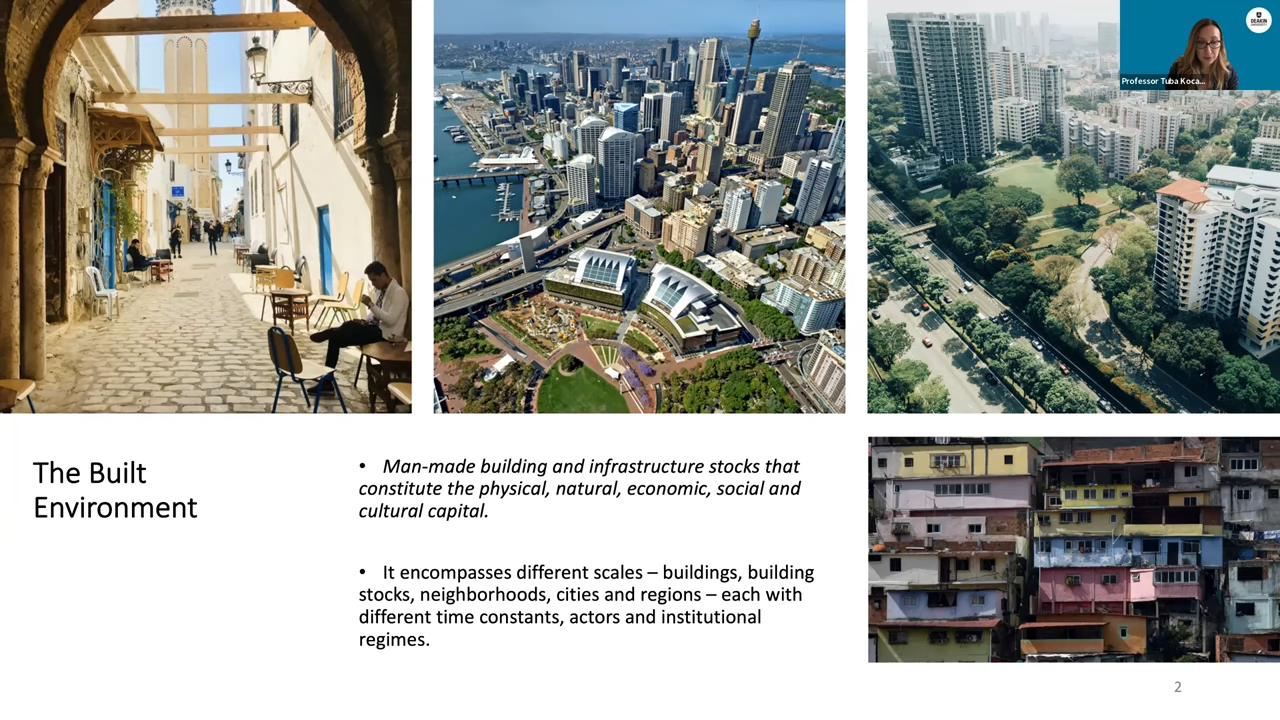 DEAKIN
UNIVERSITY
Professor Tuba Koca...
The Built
Environment
• Man-made building and infrastructure stocks that
constitute the physical, natural, economic, social and
cultural capital.
• It encompasses different scales – buildings, building
stocks, neighborhoods, cities and regions – each with
different time constants, actors and institutional
regimes.
2